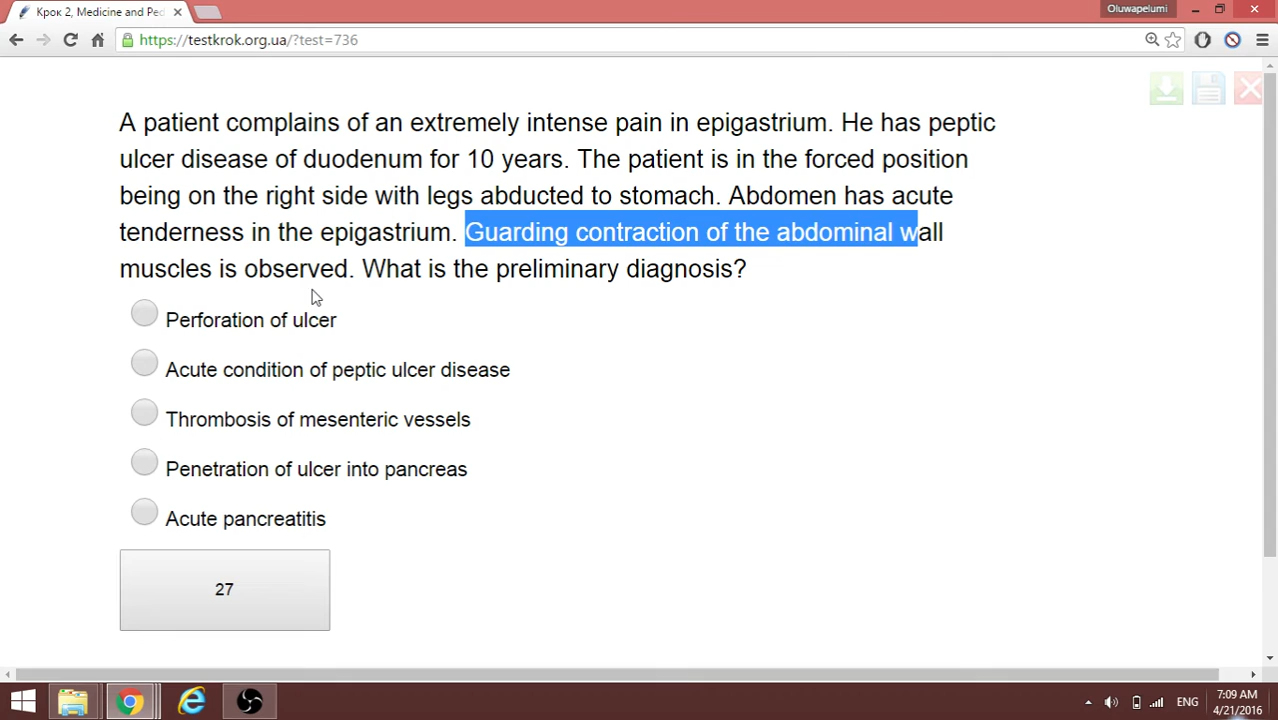 Крок 2, Medicine and Ped
Oluwapelumi
https://testkrok.org.ua/?test=736
A patient complains of an extremely intense pain in epigastrium. He has peptic
ulcer disease of duodenum for 10 years. The patient is in the forced position
being on the right side with legs abducted to stomach. Abdomen has acute
tenderness in the epigastrium. Guarding contraction of the abdominal wall
muscles is observed. What is the preliminary diagnosis?
Perforation of ulcer
Acute condition of peptic ulcer disease
Thrombosis of mesenteric vessels
Penetration of ulcer into pancreas
Acute pancreatitis
27
ENG
7:09 AM
4/21/2016